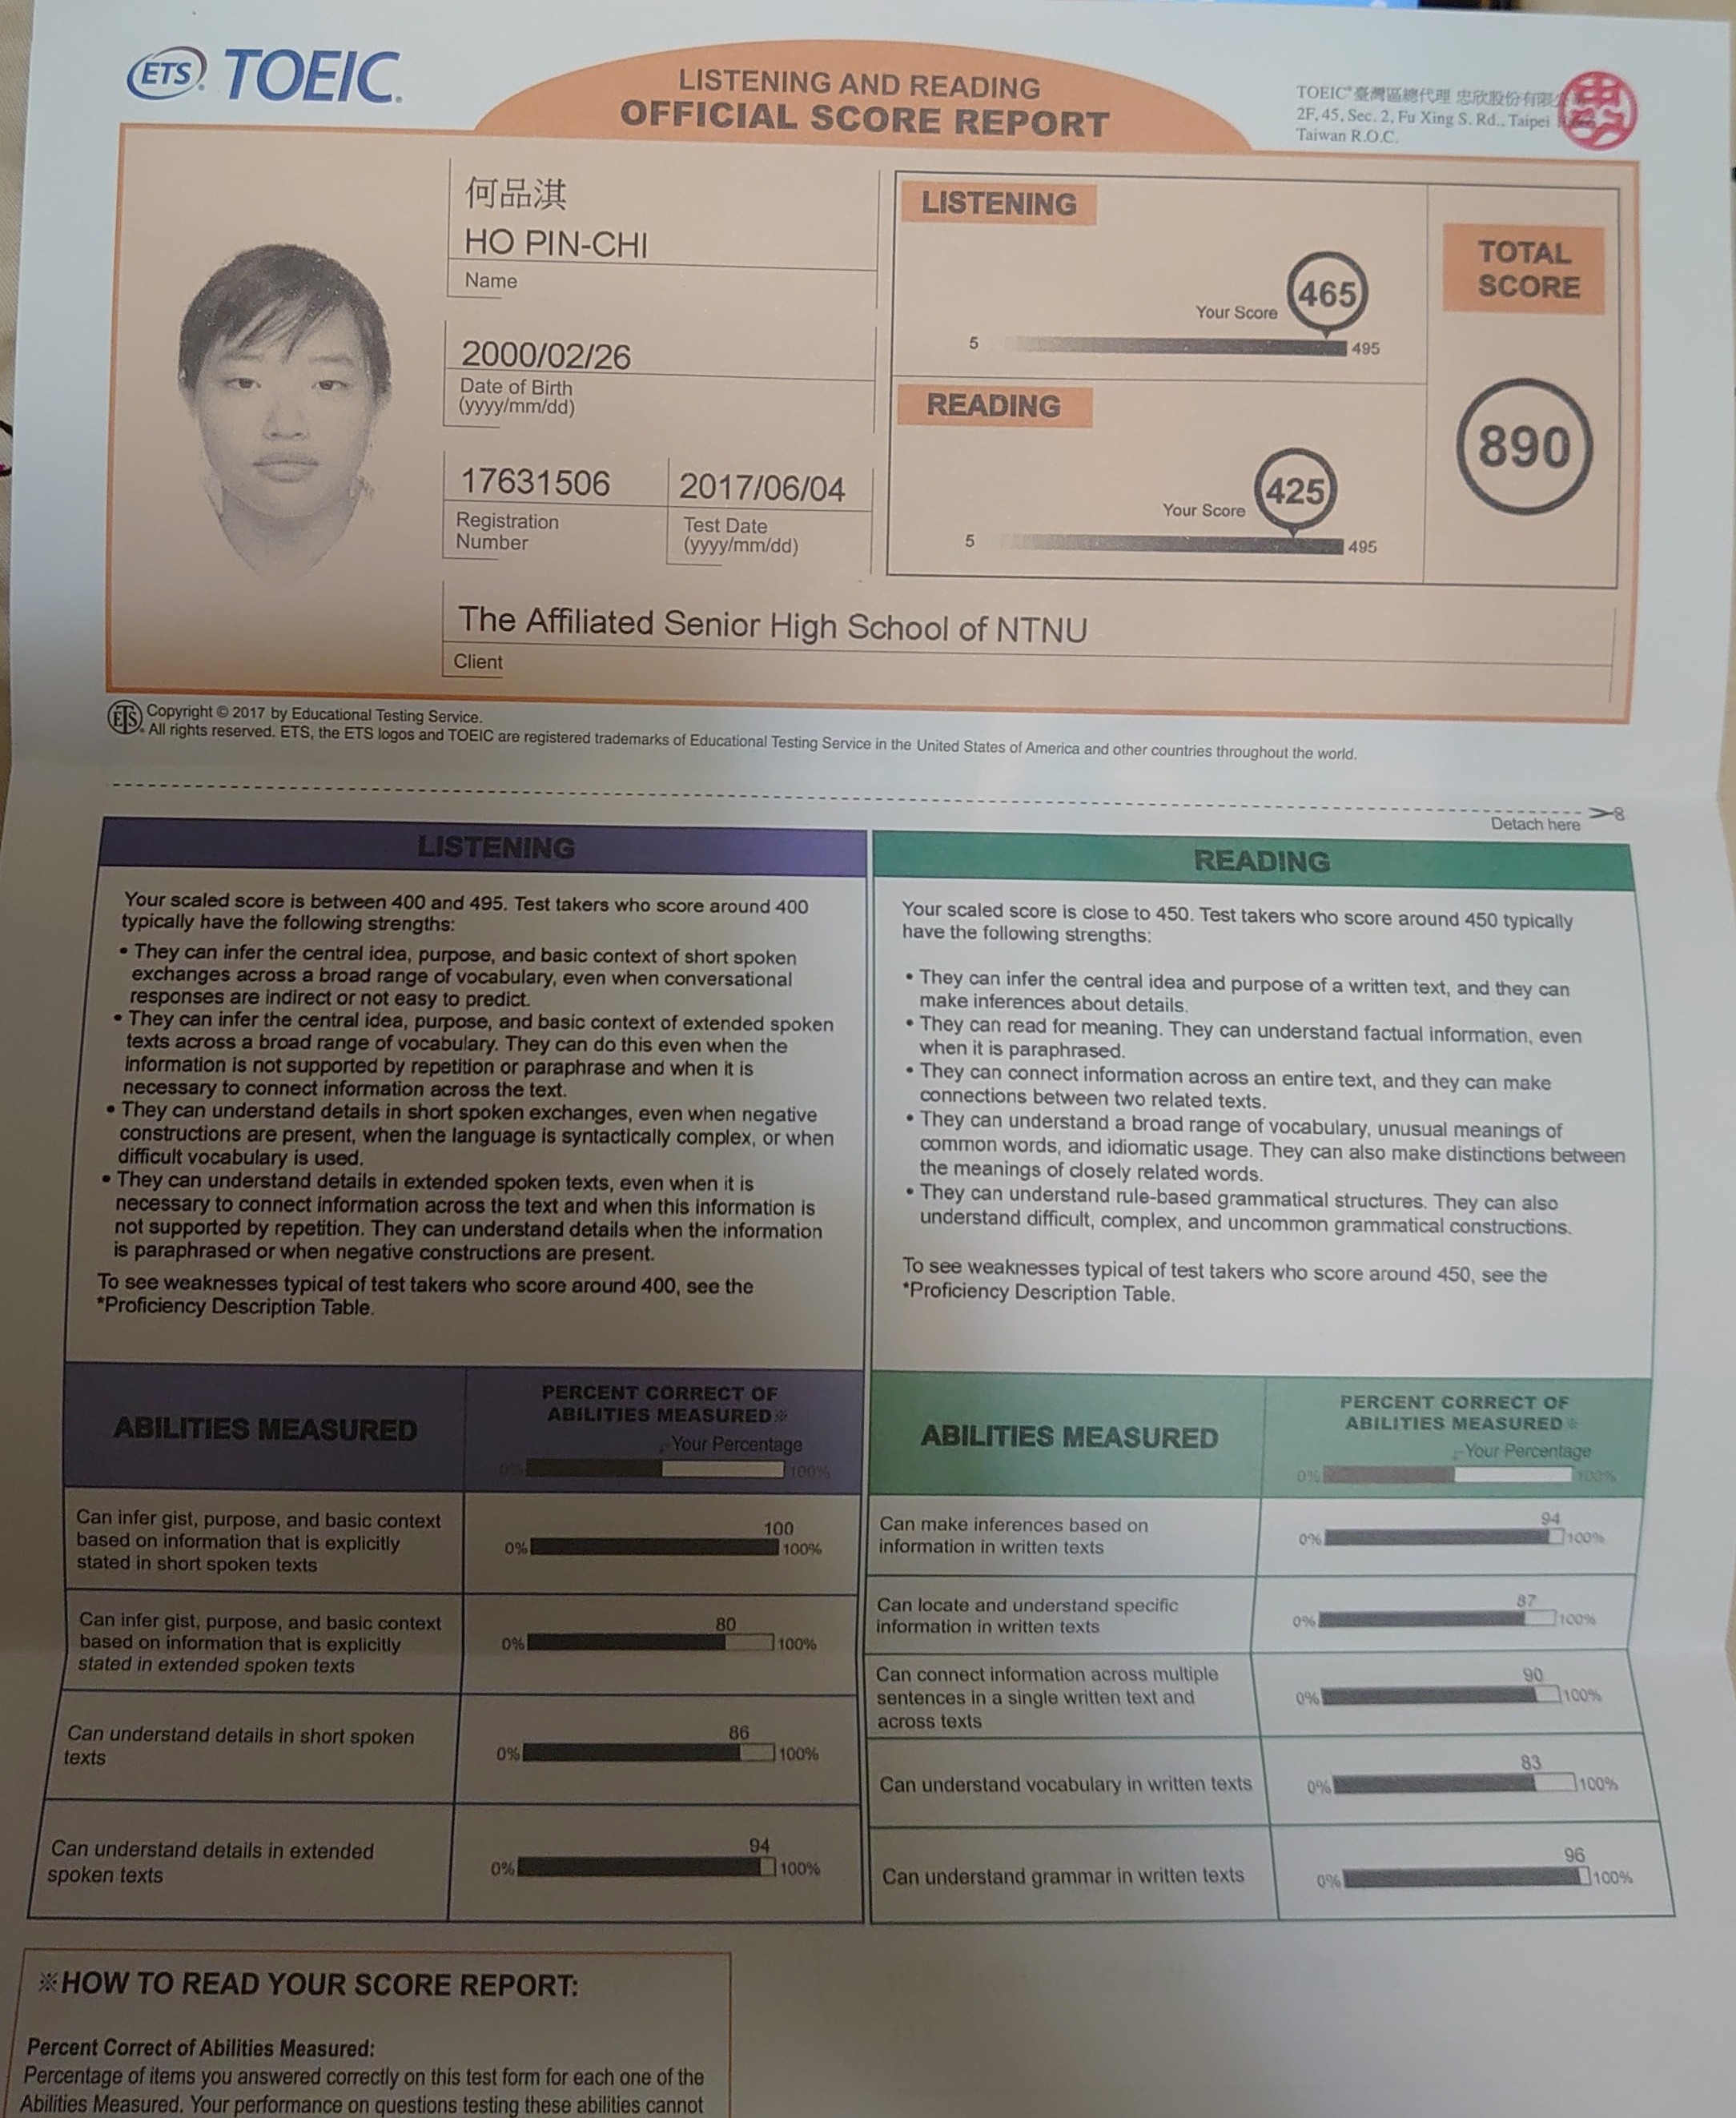 ETS TOEIC
LISTENING AND READING
OFFICIAL SCORE REPORT
TOEIC®臺灣區總代理 忠欣股份有限
2F, 45, Sec. 2, Fu Xing S. Rd., Taipei
Taiwan R.O.C.
何品淇
HO PIN-CHI
Name
2000/02/26
Date of Birth
(yyyy/mm/dd)
17631506
Registration
Number
2017/06/04
Test Date
(yyyy/mm/dd)
The Affiliated Senior High School of NTNU
Client
LISTENING
Your Score 465
5 495
READING
Your Score 425
5 495
TOTAL
SCORE
890
ETS Copyright © 2017 by Educational Testing Service.
All rights reserved. ETS, the ETS logos and TOEIC are registered trademarks of Educational Testing Service in the United States of America and other countries throughout the world.
Detach here
LISTENING
Your scaled score is between 400 and 495. Test takers who score around 400
typically have the following strengths:
• They can infer the central idea, purpose, and basic context of short spoken
exchanges across a broad range of vocabulary, even when conversational
responses are indirect or not easy to predict.
• They can infer the central idea, purpose, and basic context of extended spoken
texts across a broad range of vocabulary. They can do this even when the
information is not supported by repetition or paraphrase and when it is
necessary to connect information across the text.
• They can understand details in short spoken exchanges, even when negative
constructions are present, when the language is syntactically complex, or when
difficult vocabulary is used.
• They can understand details in extended spoken texts, even when it is
necessary to connect information across the text and when this information is
not supported by repetition. They can understand details when the information
is paraphrased or when negative constructions are present.
To see weaknesses typical of test takers who score around 400, see the
*Proficiency Description Table.
ABILITIES MEASURED
PERCENT CORRECT OF
ABILITIES MEASURED※
Your Percentage
0% 100%
Can infer gist, purpose, and basic context
based on information that is explicitly
stated in short spoken texts
100
0% 100%
Can infer gist, purpose, and basic context
based on information that is explicitly
stated in extended spoken texts
80
0% 100%
Can understand details in short spoken
texts
86
0% 100%
Can understand details in extended
spoken texts
94
0% 100%
READING
Your scaled score is close to 450. Test takers who score around 450 typically
have the following strengths:
• They can infer the central idea and purpose of a written text, and they can
make inferences about details.
• They can read for meaning. They can understand factual information, even
when it is paraphrased.
• They can connect information across an entire text, and they can make
connections between two related texts.
• They can understand a broad range of vocabulary, unusual meanings of
common words, and idiomatic usage. They can also make distinctions between
the meanings of closely related words.
• They can understand rule-based grammatical structures. They can also
understand difficult, complex, and uncommon grammatical constructions.
To see weaknesses typical of test takers who score around 450, see the
*Proficiency Description Table.
ABILITIES MEASURED
PERCENT CORRECT OF
ABILITIES MEASURED※
Your Percentage
0% 100%
Can make inferences based on
information in written texts
94
0% 100%
Can locate and understand specific
information in written texts
87
0% 100%
Can connect information across multiple
sentences in a single written text and
across texts
90
0% 100%
Can understand vocabulary in written texts
83
0% 100%
Can understand grammar in written texts
96
0% 100%
※HOW TO READ YOUR SCORE REPORT:
Percent Correct of Abilities Measured:
Percentage of items you answered correctly on this test form for each one of the
Abilities Measured. Your performance on questions testing these abilities cannot